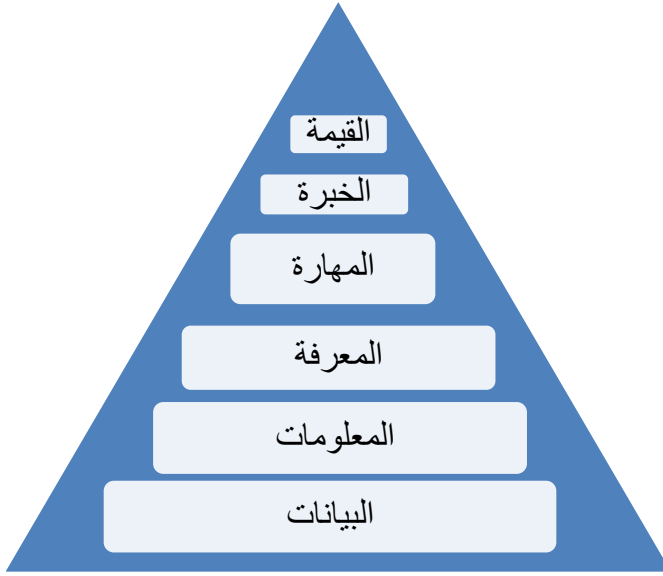 القيمة
الخبرة
المهارة
المعرفة
المعلومات
البيانات